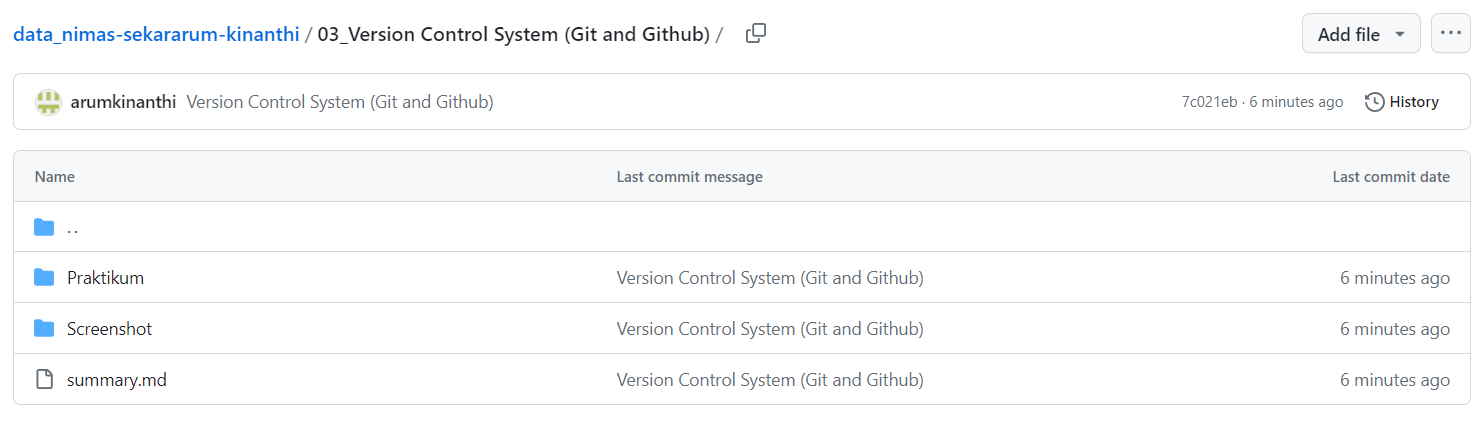 data_nimas-sekararum-kinanthi / 03_Version Control System (Git and Github) / Add file ...
arumkinanthi Version Control System (Git and Github) 7c021eb · 6 minutes ago History
Name Last commit message Last commit date
..
Praktikum Version Control System (Git and Github) 6 minutes ago
Screenshot Version Control System (Git and Github) 6 minutes ago
summary.md Version Control System (Git and Github) 6 minutes ago